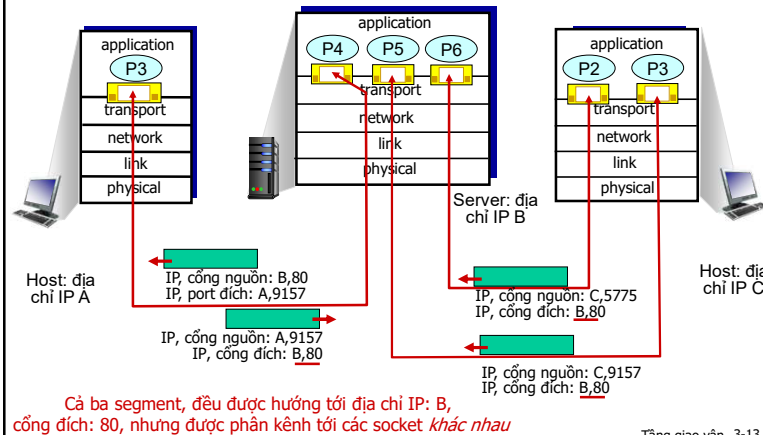 application
P3
transport
network
link
physical
Host: địa
chỉ IP A
application
P4 P5 P6
transport
network
link
physical
Server: địa
chỉ IP B
application
P2 P3
transport
network
link
physical
Host: địa
chỉ IP C
IP, cổng nguồn: B,80
IP, port đích: A,9157
IP, cổng nguồn: A,9157
IP, cổng đích: B,80
IP, cổng nguồn: C,5775
IP, cổng đích: B,80
IP, cổng nguồn: C,9157
IP, cổng đích: B,80
Cả ba segment, đều được hướng tới địa chỉ IP: B,
cổng đích: 80, nhưng được phân kênh tới các socket khác nhau
Tầng giao vận 3-13